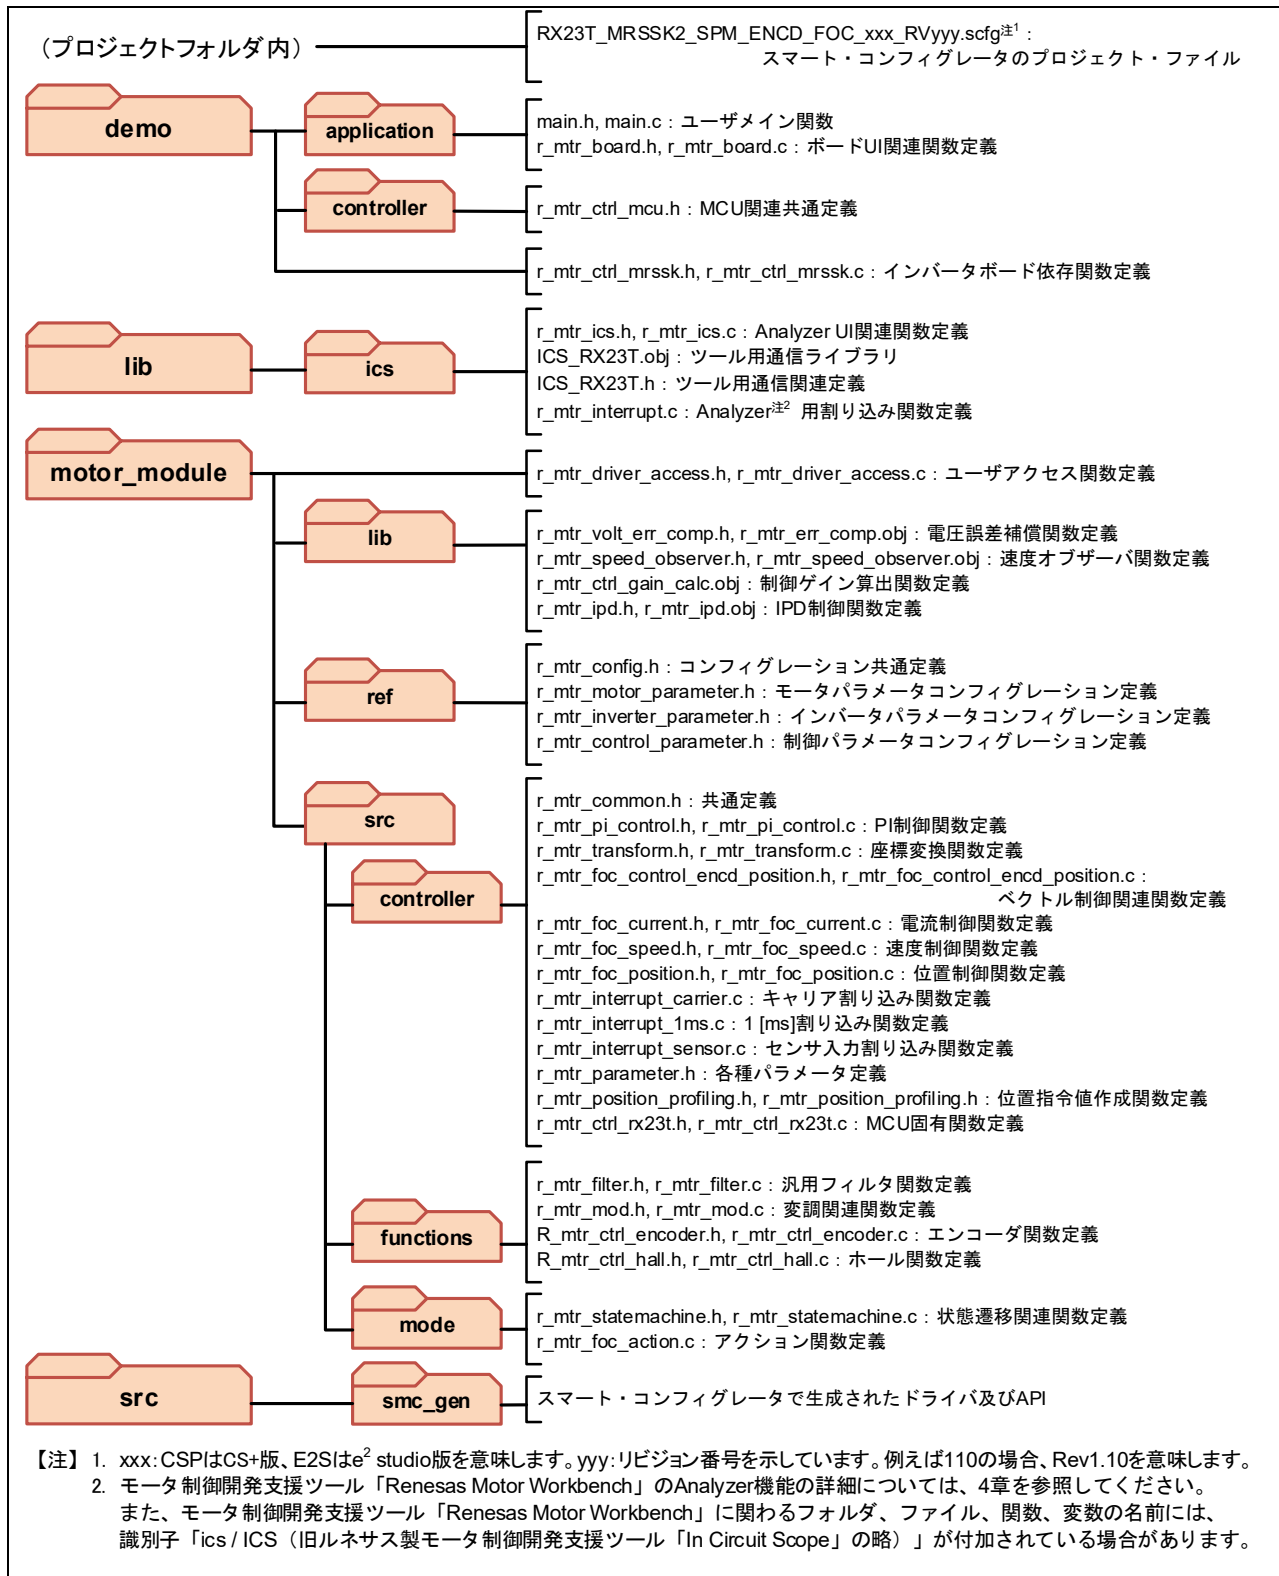 (プロジェクトフォルダ内)
RX23T_MRSSK2_SPM_ENCD_FOC_xxx_RVyyy.scfg注1：
スマート・コンフィグレータのプロジェクト・ファイル
demo
application
main.h, main.c：ユーザメイン関数
r_mtr_board.h, r_mtr_board.c：ボードUI関連関数定義
controller
r_mtr_ctrl_mcu.h：MCU関連共通定義
r_mtr_ctrl_mrssk.h, r_mtr_ctrl_mrssk.c：インバータボード依存関数定義
lib
ics
r_mtr_ics.h, r_mtr_ics.c：Analyzer UI関連関数定義
ICS_RX23T.obj：ツール用通信ライブラリ
ICS_RX23T.h：ツール用通信関連定義
r_mtr_interrupt.c：Analyzer注2 用割り込み関数定義
motor_module
r_mtr_driver_access.h, r_mtr_driver_access.c：ユーザアクセス関数定義
lib
r_mtr_volt_err_comp.h, r_mtr_err_comp.obj：電圧誤差補償関数定義
r_mtr_speed_observer.h, r_mtr_speed_observer.obj：速度オブザーバ関数定義
r_mtr_ctrl_gain_calc.obj：制御ゲイン算出関数定義
r_mtr_ipd.h, r_mtr_ipd.obj：IPD制御関数定義
ref
r_mtr_config.h：コンフィグレーション共通定義
r_mtr_motor_parameter.h：モータパラメータコンフィグレーション定義
r_mtr_inverter_parameter.h：インバータパラメータコンフィグレーション定義
r_mtr_control_parameter.h：制御パラメータコンフィグレーション定義
src
controller
r_mtr_common.h：共通定義
r_mtr_pi_control.h, r_mtr_pi_control.c：PI制御関数定義
r_mtr_transform.h, r_mtr_transform.c：座標変換関数定義
r_mtr_foc_control_encd_position.h, r_mtr_foc_control_encd_position.c：
ベクトル制御関連関数定義
r_mtr_foc_current.h, r_mtr_foc_current.c：電流制御関数定義
r_mtr_foc_speed.h, r_mtr_foc_speed.c：速度制御関数定義
r_mtr_foc_position.h, r_mtr_foc_position.c：位置制御関数定義
r_mtr_interrupt_carrier.c：キャリア割り込み関数定義
r_mtr_interrupt_1ms.c：1 [ms]割り込み関数定義
r_mtr_interrupt_sensor.c：センサ入力割り込み関数定義
r_mtr_parameter.h：各種パラメータ定義
r_mtr_position_profiling.h, r_mtr_position_profiling.h：位置指令値作成関数定義
r_mtr_ctrl_rx23t.h, r_mtr_ctrl_rx23t.c：MCU固有関数定義
functions
r_mtr_filter.h, r_mtr_filter.c：汎用フィルタ関数定義
r_mtr_mod.h, r_mtr_mod.c：変調関連関数定義
R_mtr_ctrl_encoder.h, r_mtr_ctrl_encoder.c：エンコーダ関数定義
R_mtr_ctrl_hall.h, r_mtr_ctrl_hall.c：ホール関数定義
mode
r_mtr_statemachine.h, r_mtr_statemachine.c：状態遷移関連関数定義
r_mtr_foc_action.c：アクション関数定義
src
smc_gen
スマート・コンフィグレータで生成されたドライバ及びAPI
【注】 1. xxx：CSPはCS+版、E2Sはe2 studio版を意味します。yyy：リビジョン番号を示しています。例えば110の場合、Rev1.10を意味します。
2. モータ制御開発支援ツール「Renesas Motor Workbench」のAnalyzer機能の詳細については、4章を参照してください。
また、モータ制御開発支援ツール「Renesas Motor Workbench」に関わるフォルダ、ファイル、関数、変数の名前には、
識別子「ics / ICS（旧ルネサス製モータ制御開発支援ツール「In Circuit Scope」の略）」が付加されている場合があります。